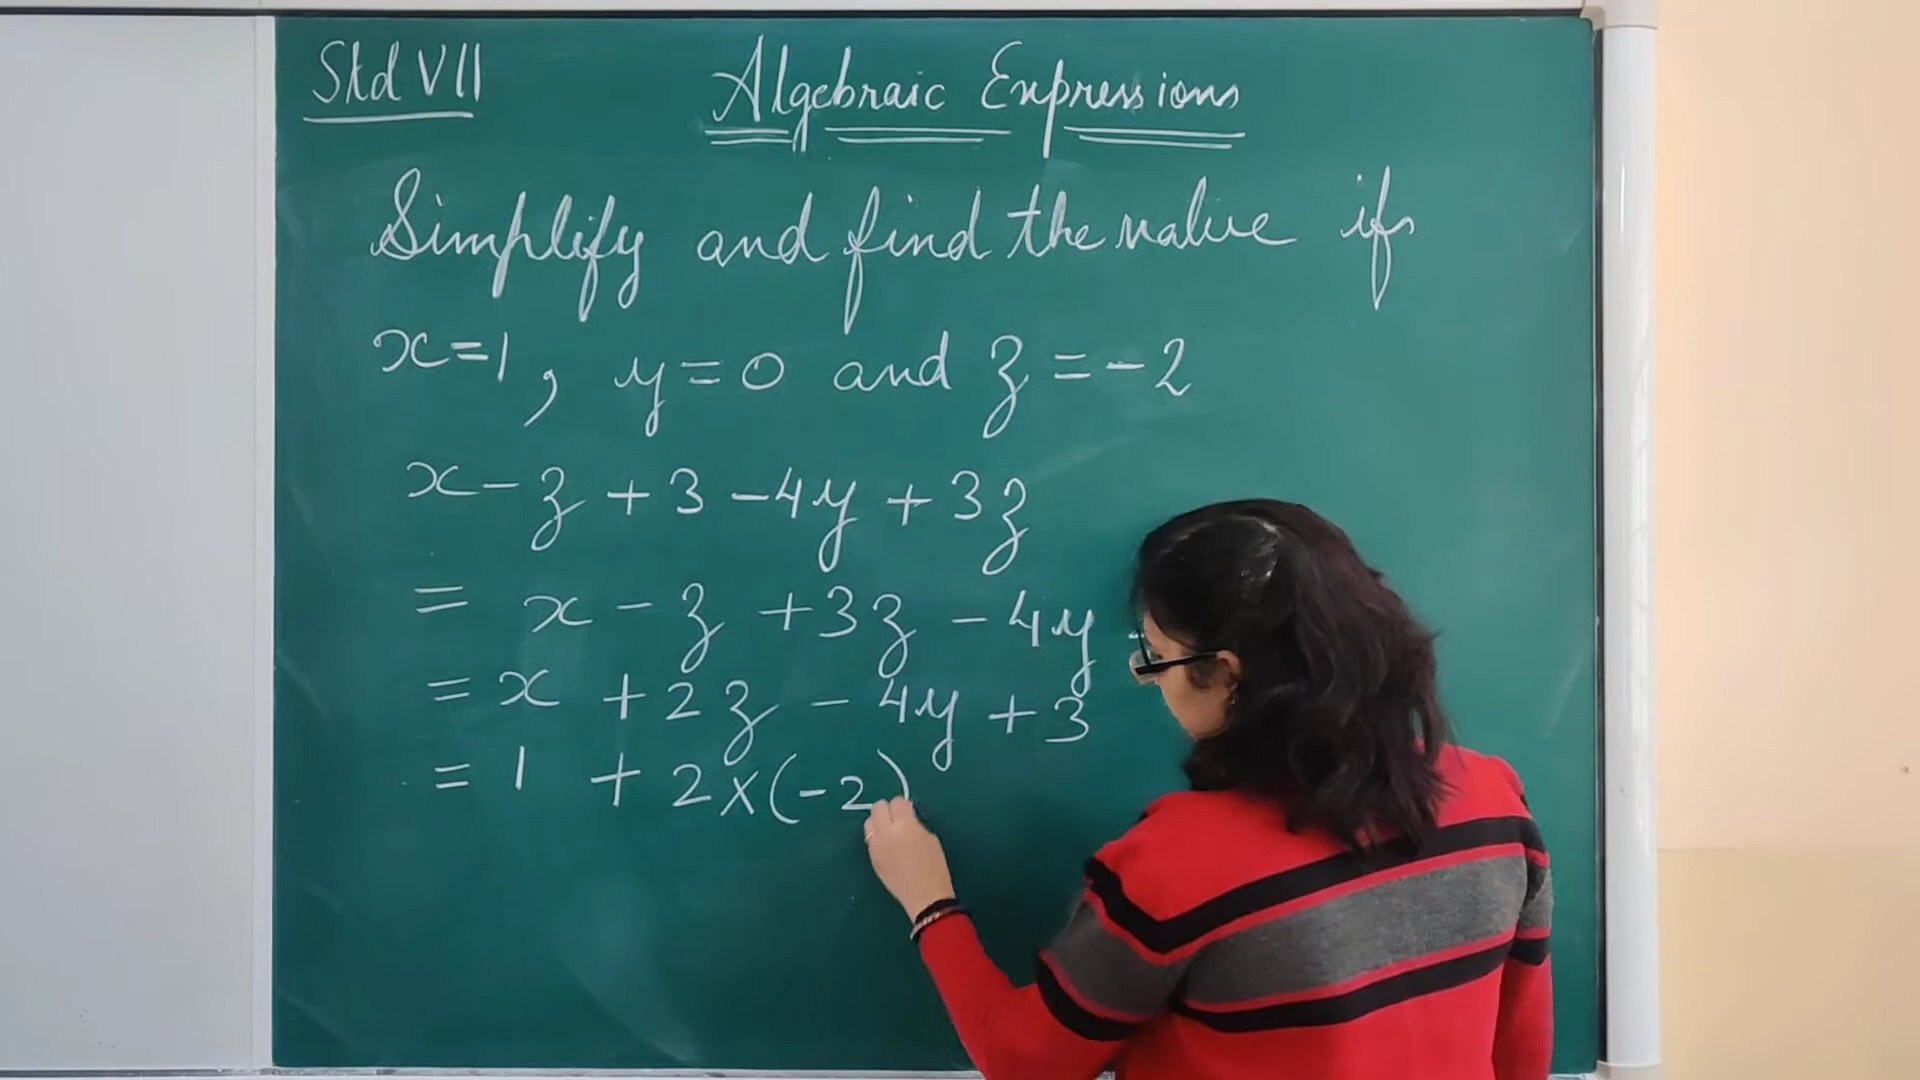 Std VII
Algebraic Expressions
Simplify and find the value if
x=1, y=0 and z=-2
x-z+3-4y+3z
= x-z+3z-4y
= x+2z-4y+3
= 1+2×(-2)